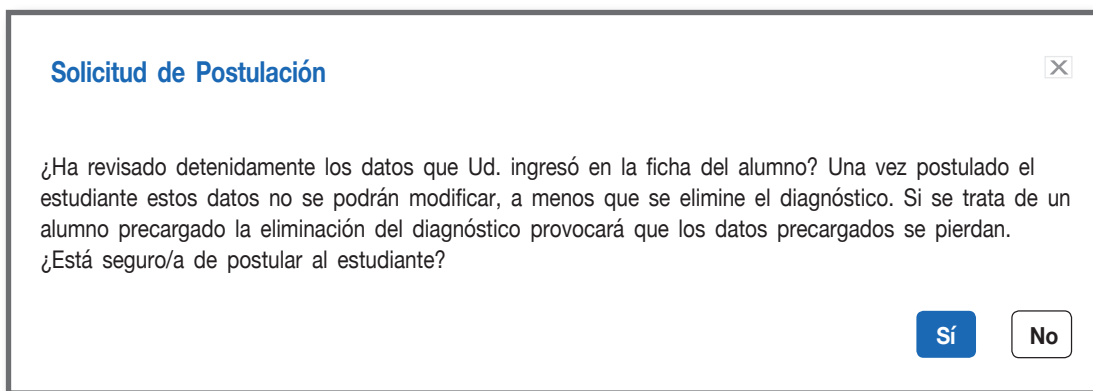 Solicitud de Postulación
¿Ha revisado detenidamente los datos que Ud. ingresó en la ficha del alumno? Una vez postulado el
estudiante estos datos no se podrán modificar, a menos que se elimine el diagnóstico. Si se trata de un
alumno precargado la eliminación del diagnóstico provocará que los datos precargados se pierdan.
¿Está seguro/a de postular al estudiante?
Sí No